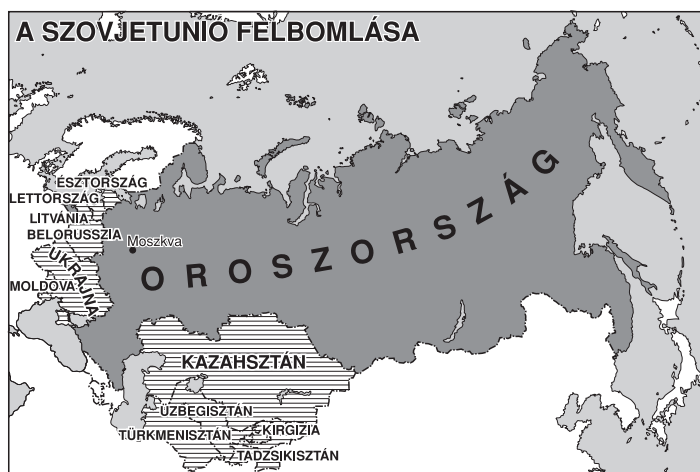 A SZOVJETUNIÓ FELBOMLÁSA
ÉSZTORSZÁG
LETTORSZÁG
LITVÁNIA
BELORUSSZIA
Moszkva
UKRAJNA
MOLDOVA
OROSZORSZÁG
KAZAHSZTÁN
ÜZBEGISZTÁN
TÜRKMENISZTÁN
KIRGIZIA
TADZSIKISZTÁN